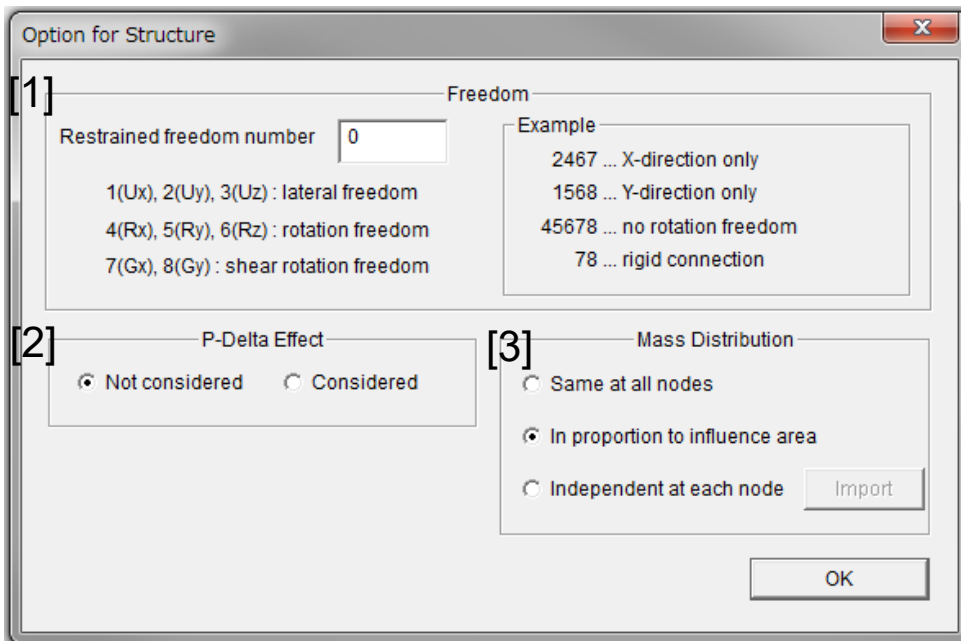 Option for Structure
x
[1]
Freedom
Restrained freedom number 0
1(Ux), 2(Uy), 3(Uz) : lateral freedom
4(Rx), 5(Ry), 6(Rz) : rotation freedom
7(Gx), 8(Gy) : shear rotation freedom
Example
2467 ... X-direction only
1568 ... Y-direction only
45678 ... no rotation freedom
78 ... rigid connection
[2]
P-Delta Effect
Not considered Considered
[3]
Mass Distribution
Same at all nodes
In proportion to influence area
Independent at each node Import
OK